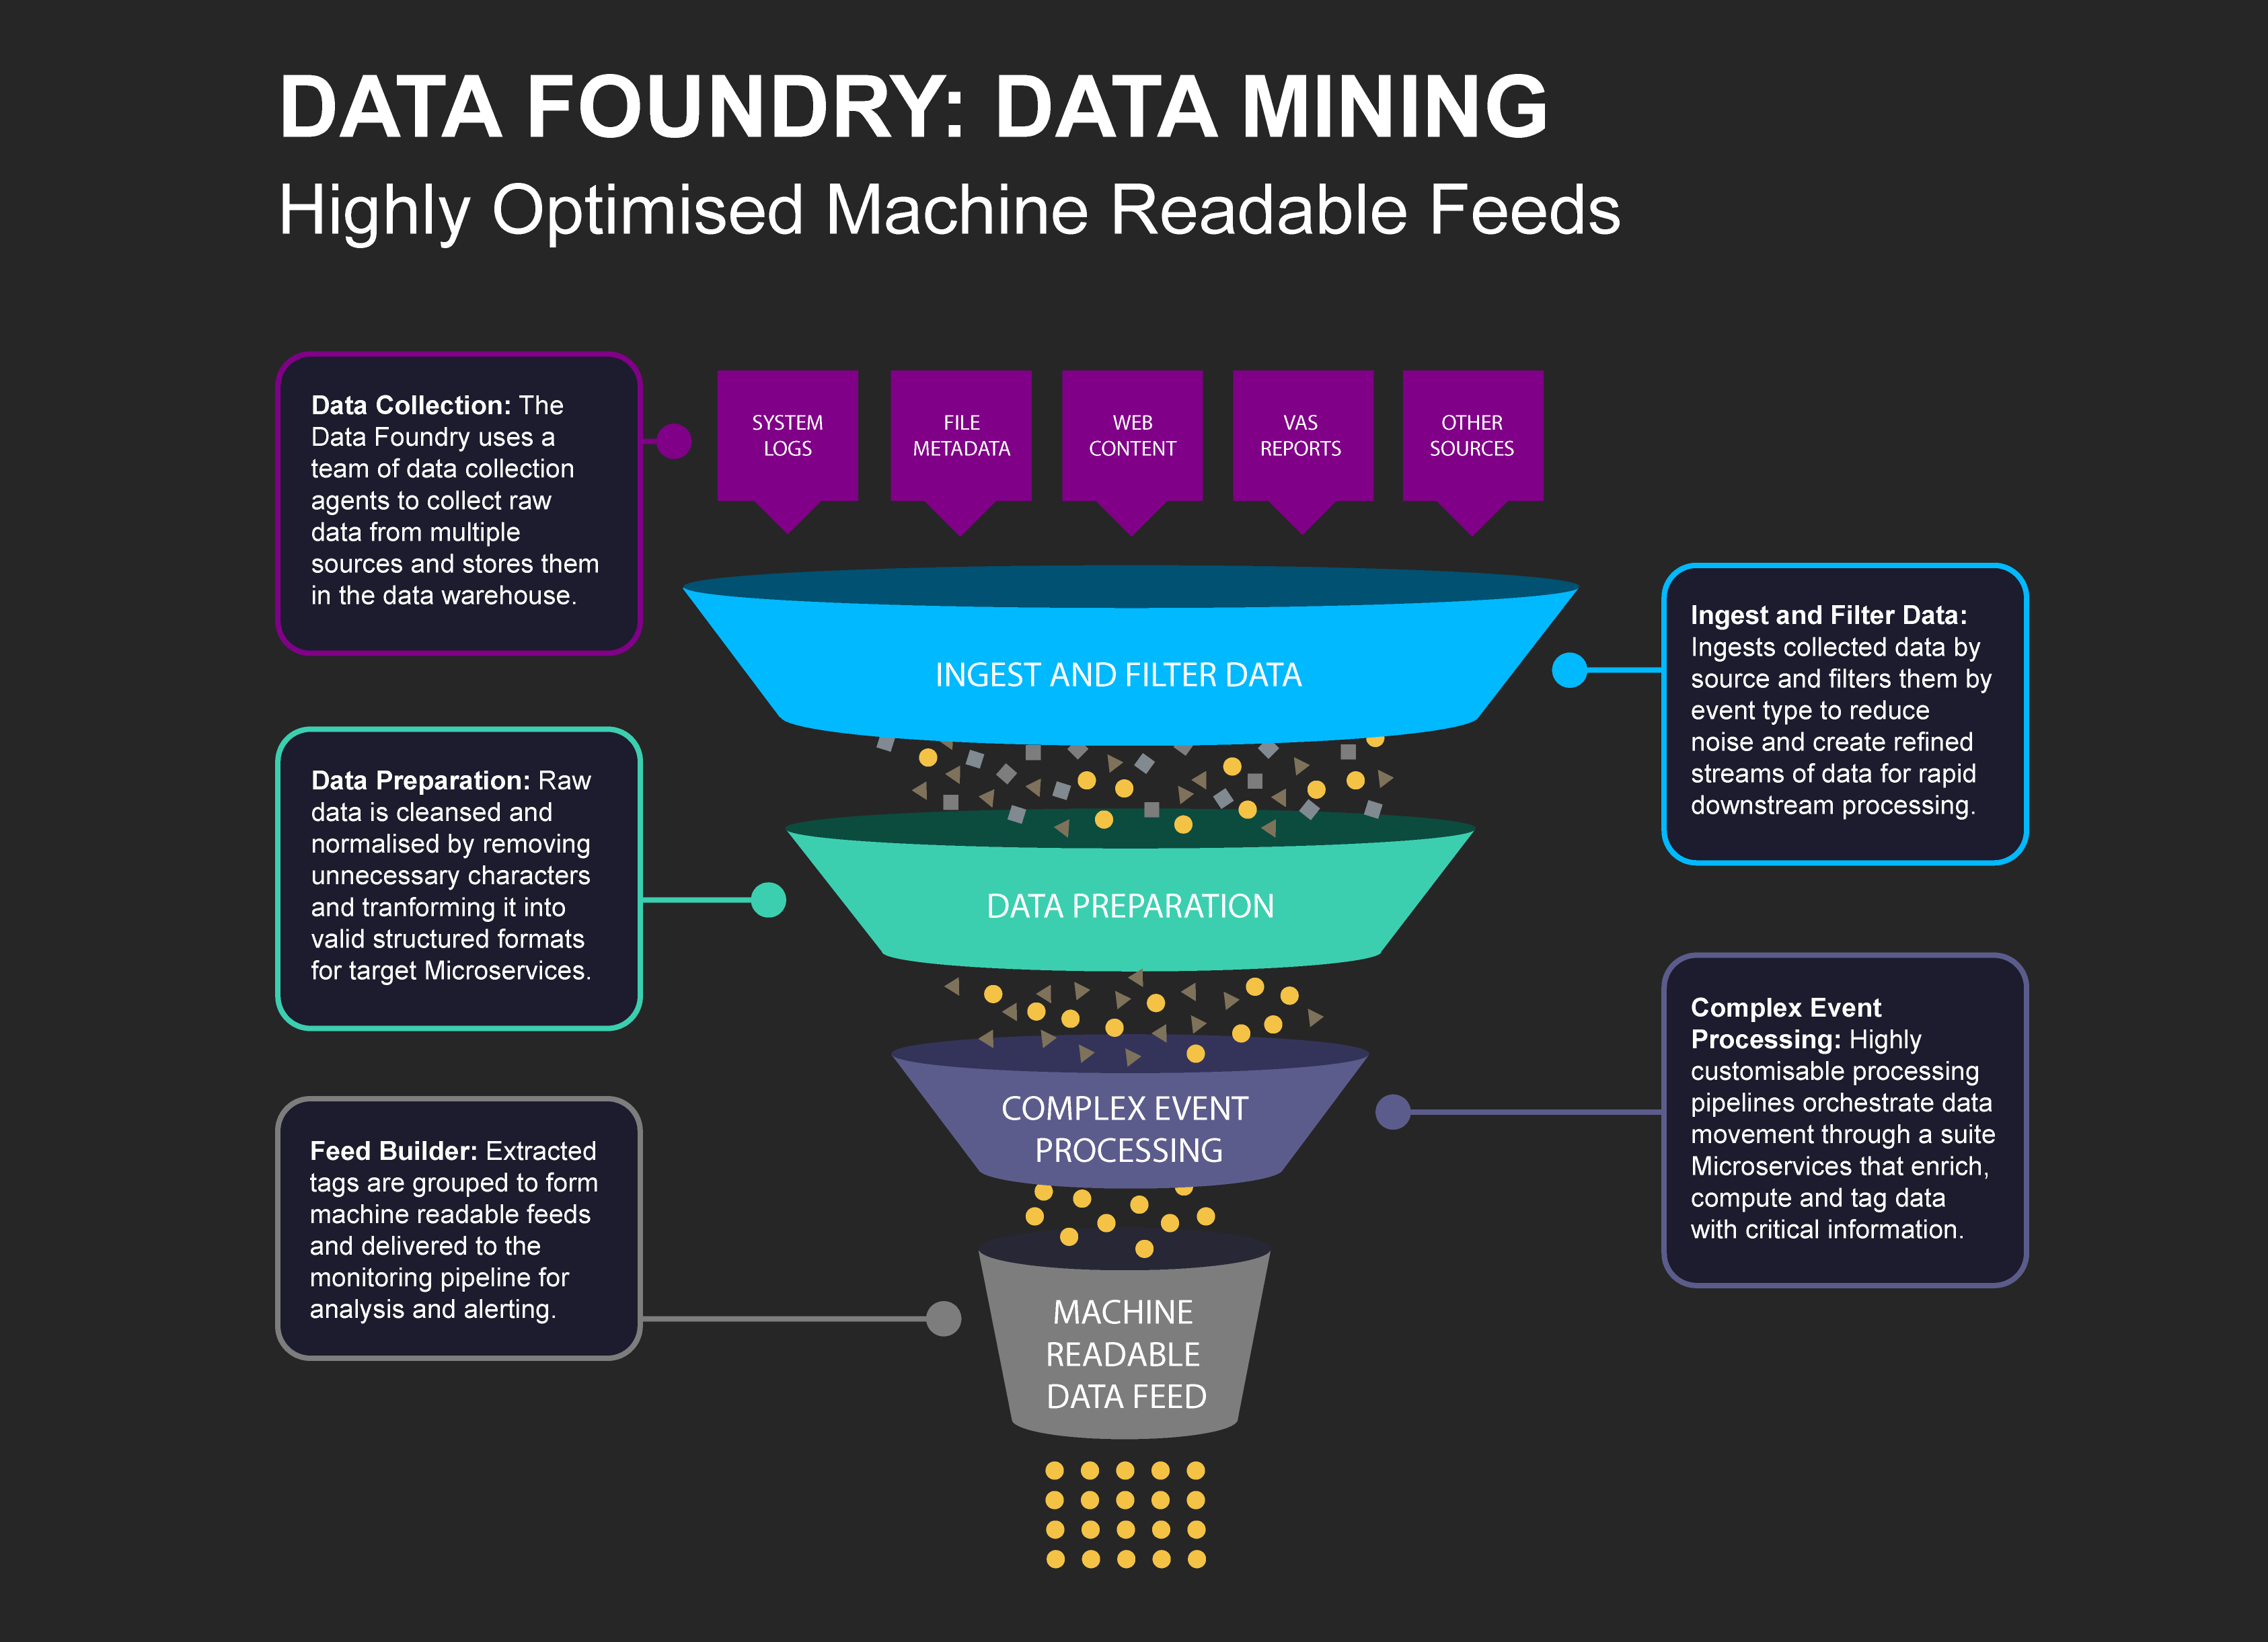 DATA FOUNDRY: DATA MINING
Highly Optimised Machine Readable Feeds
Data Collection: The
Data Foundry uses a
team of data collection
agents to collect raw
data from multiple
sources and stores them
in the data warehouse.
SYSTEM
LOGS
FILE
METADATA
WEB
CONTENT
VAS
REPORTS
OTHER
SOURCES
INGEST AND FILTER DATA
Ingest and Filter Data:
Ingests collected data by
source and filters them by
event type to reduce
noise and create refined
streams of data for rapid
downstream processing.
Data Preparation: Raw
data is cleansed and
normalised by removing
unnecessary characters
and tranforming it into
valid structured formats
for target Microservices.
DATA PREPARATION
COMPLEX EVENT
PROCESSING
Complex Event
Processing: Highly
customisable processing
pipelines orchestrate data
movement through a suite
Microservices that enrich,
compute and tag data
with critical information.
Feed Builder: Extracted
tags are grouped to form
machine readable feeds
and delivered to the
monitoring pipeline for
analysis and alerting.
MACHINE
READABLE
DATA FEED